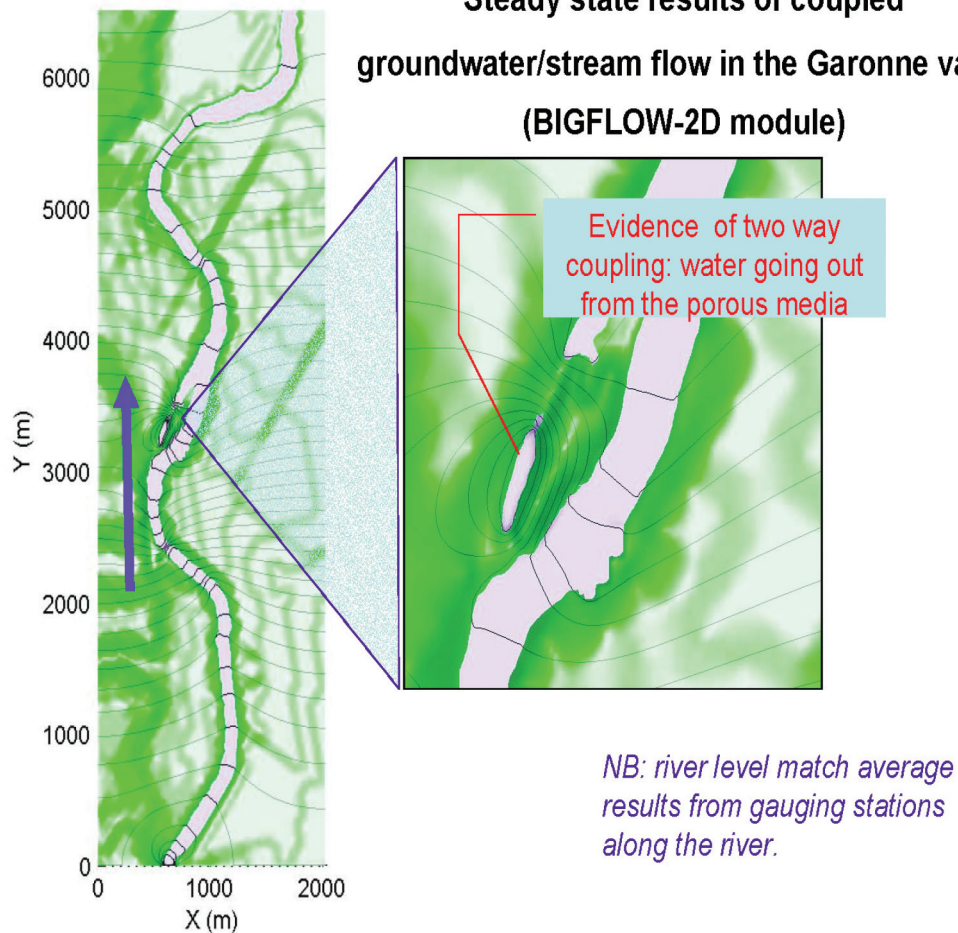 Steady state results of coupled
groundwater/stream flow in the Garonne va
(BIGFLOW-2D module)
6000
5000
4000
3000
2000
1000
0
Y (m)
0 1000 2000
X (m)
Evidence of two way
coupling: water going out
from the porous media
NB: river level match average
results from gauging stations
along the river.